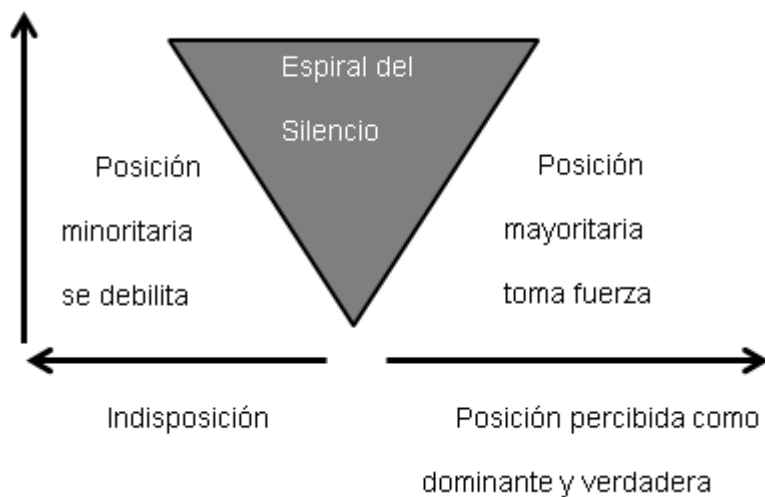 Espiral del
Silencio
Posición
minoritaria
se debilita
Posición
mayoritaria
toma fuerza
Indisposición
Posición percibida como
dominante y verdadera